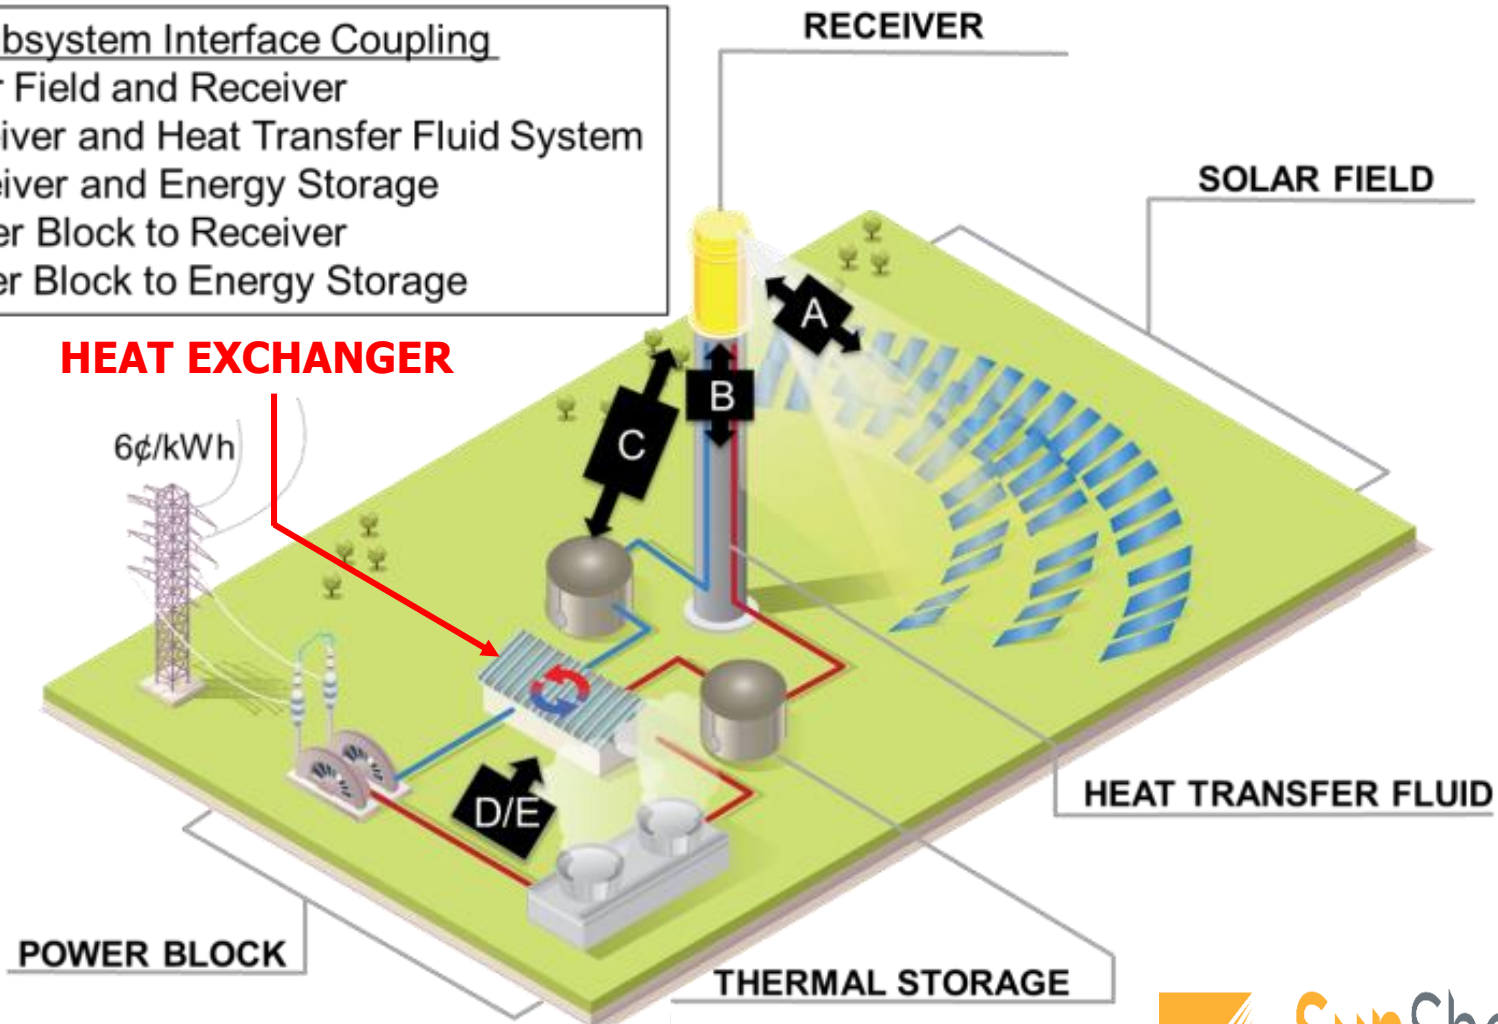 bsystem Interface Coupling
r Field and Receiver
eiver and Heat Transfer Fluid System
eiver and Energy Storage
er Block to Receiver
er Block to Energy Storage
RECEIVER
SOLAR FIELD
HEAT EXCHANGER
6¢/kWh
A
B
C
D/E
HEAT TRANSFER FLUID
POWER BLOCK
THERMAL STORAGE